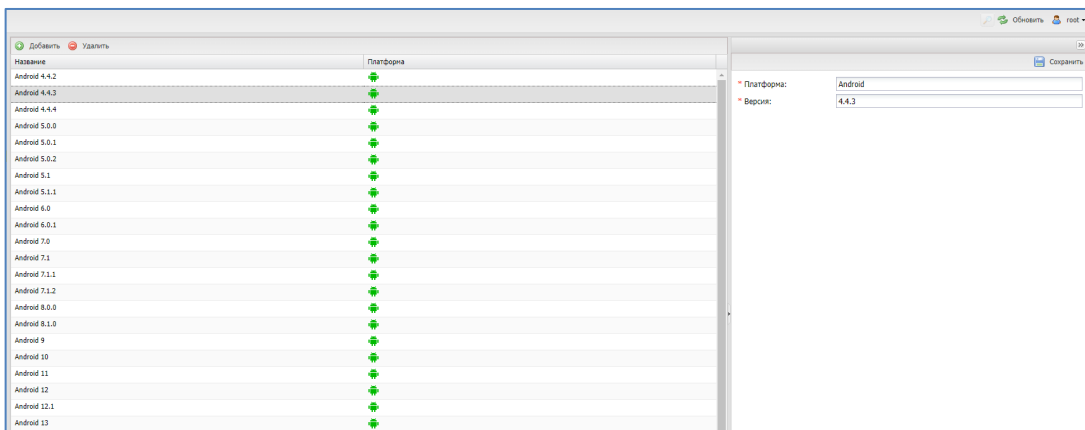 Обновить root
Добавить Удалить
Название Платформа
Сохранить
Android 4.4.2
* Платформа: Android
Android 4.4.3
* Версия: 4.4.3
Android 4.4.4
Android 5.0.0
Android 5.0.1
Android 5.0.2
Android 5.1
Android 5.1.1
Android 6.0
Android 6.0.1
Android 7.0
Android 7.1
Android 7.1.1
Android 7.1.2
Android 8.0.0
Android 8.1.0
Android 9
Android 10
Android 11
Android 12
Android 12.1
Android 13